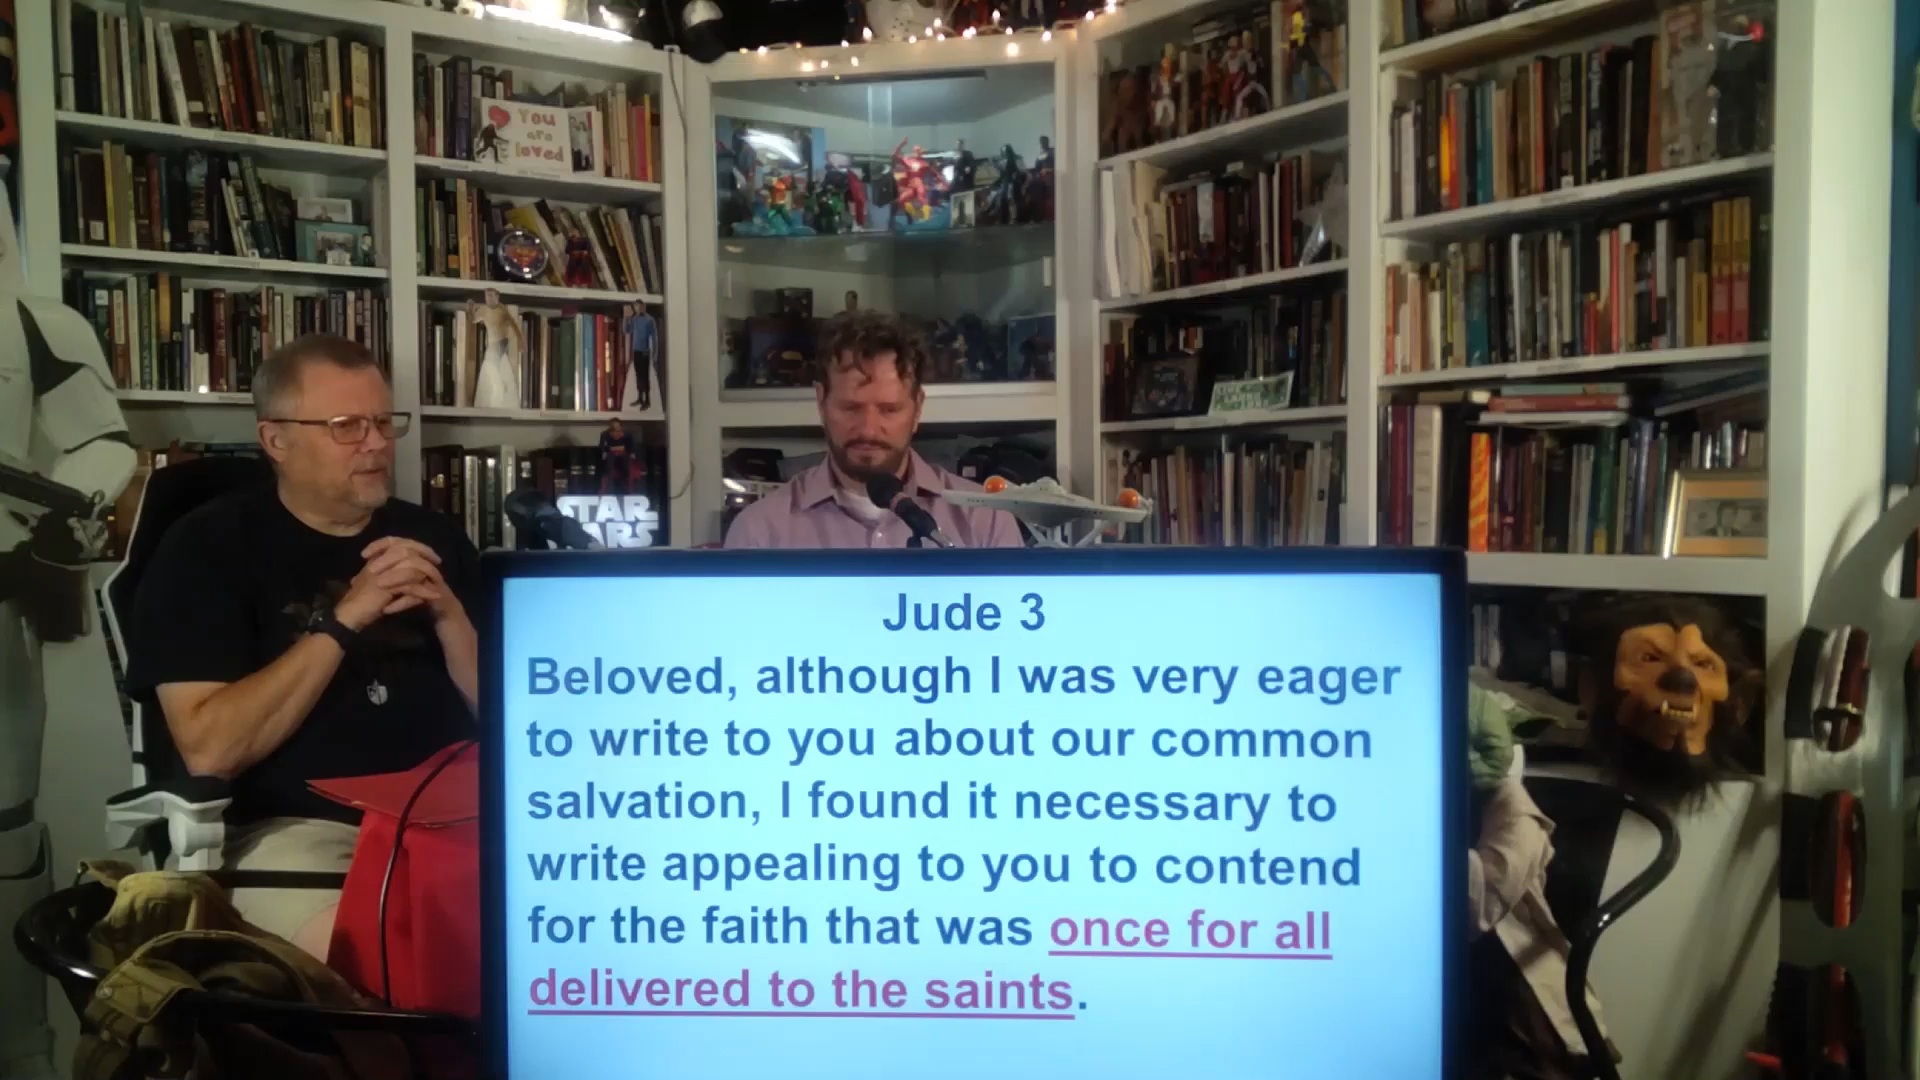 You
are
loved
STAR
WARS
Jude 3
Beloved, although I was very eager
to write to you about our common
salvation, I found it necessary to
write appealing to you to contend
for the faith that was once for all
delivered to the saints.